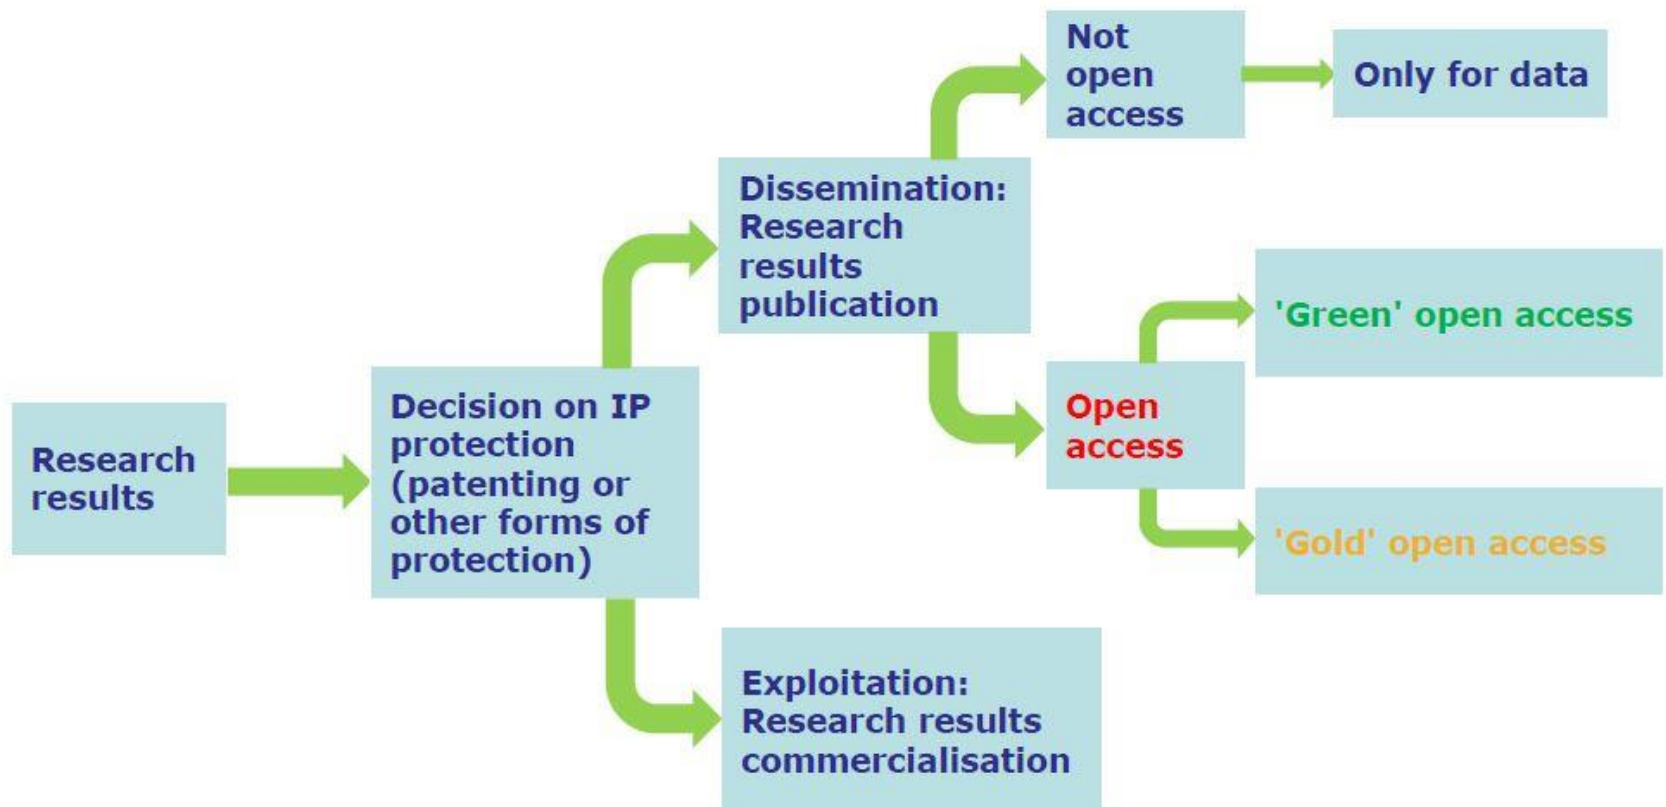 Research
results
Decision on IP
protection
(patenting or
other forms of
protection)
Dissemination:
Research
results
publication
Not
open
access
Only for data
Open
access
'Green' open access
'Gold' open access
Exploitation:
Research results
commercialisation